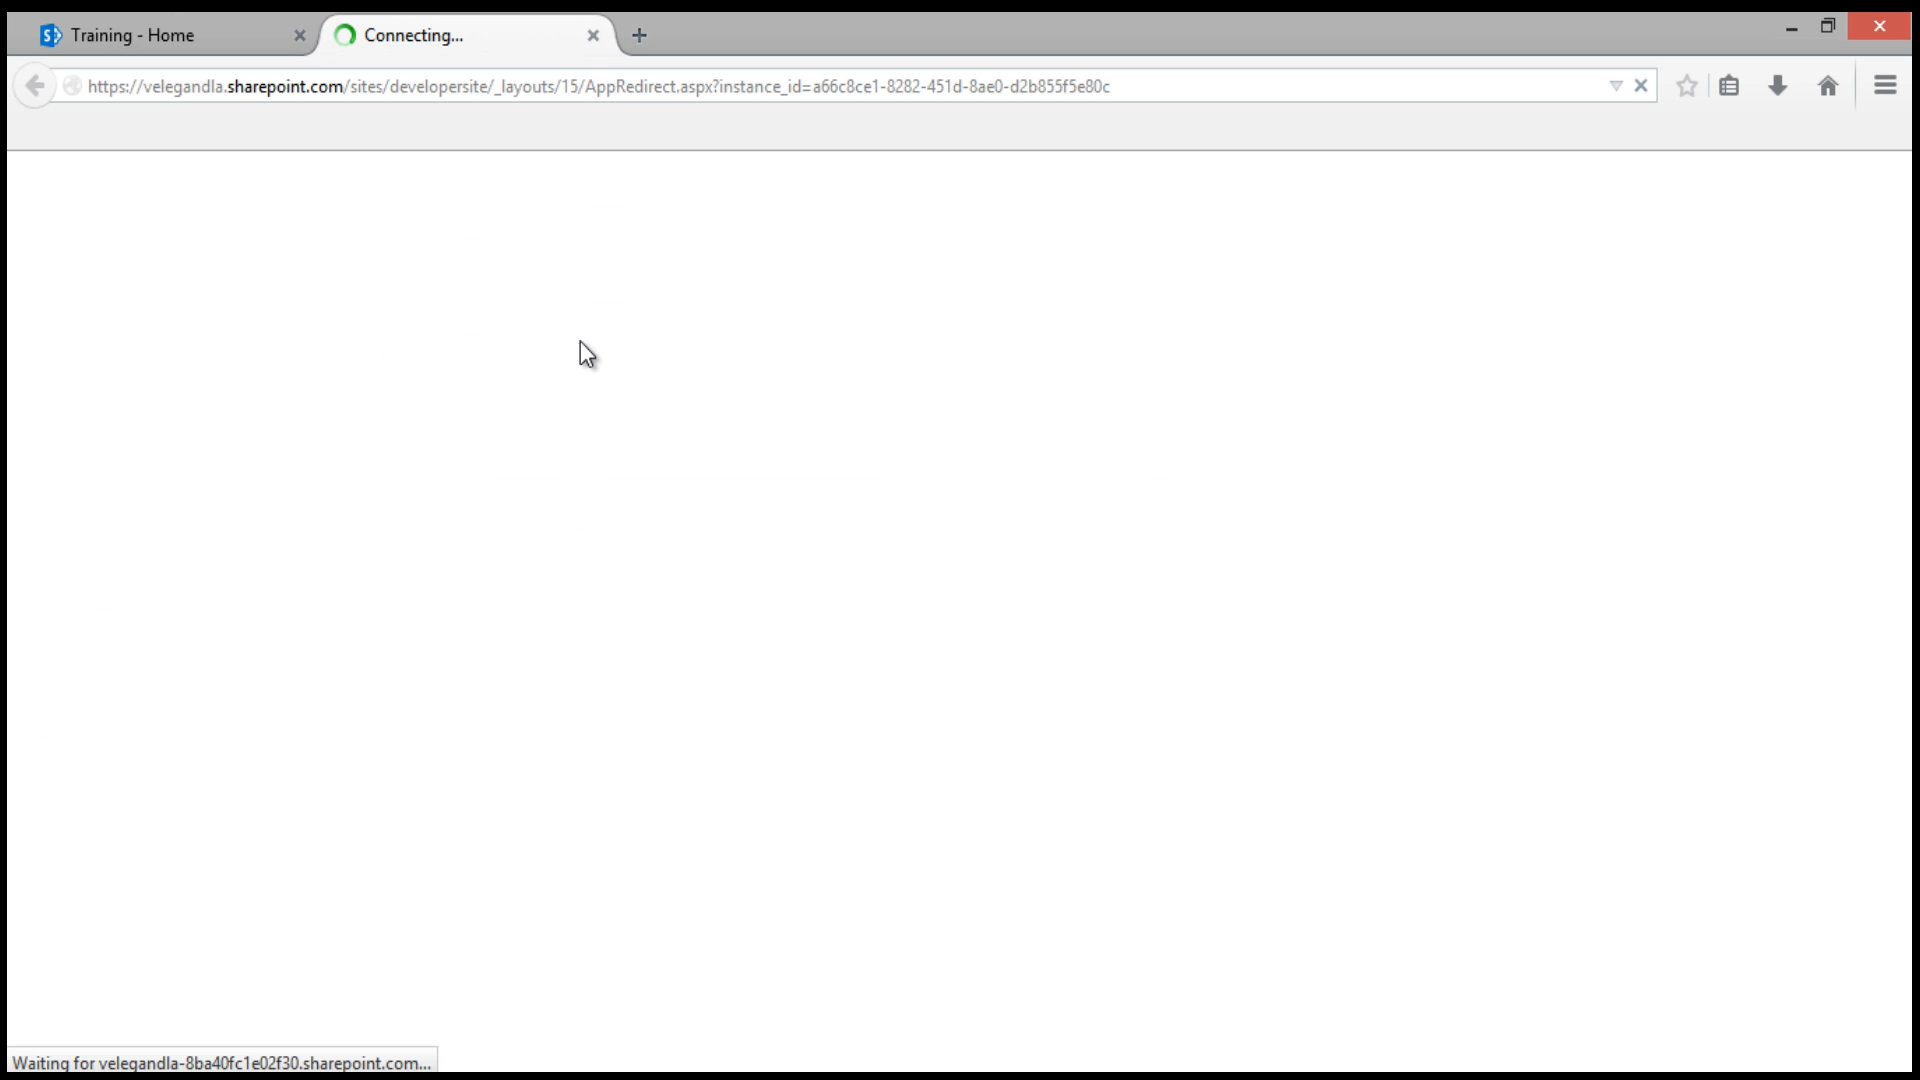 Training - Home
Connecting...
https://velegandla.sharepoint.com/sites/developersite/_layouts/15/AppRedirect.aspx?instance_id=a66c8ce1-8282-451d-8ae0-d2b855f5e80c
Waiting for velegandla-8ba40fc1e02f30.sharepoint.com...